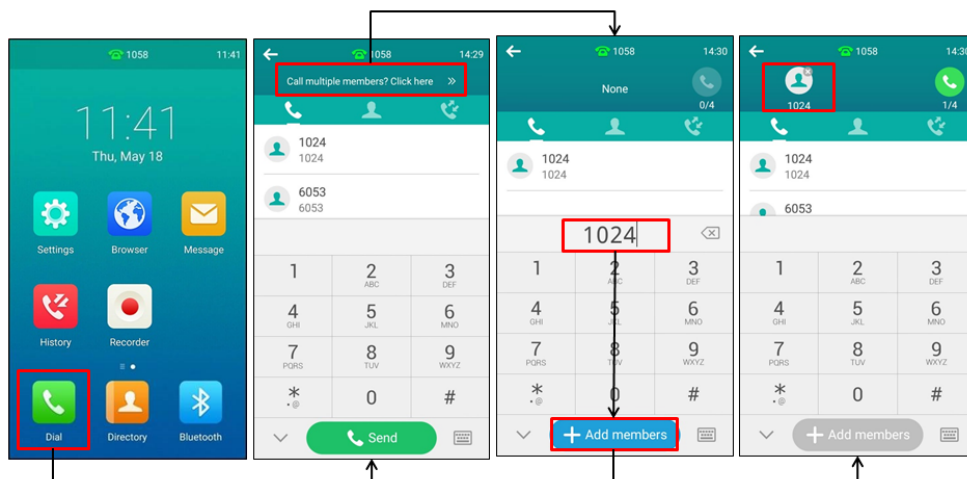 1058 11:41
11:41
Thu, May 18
Settings Browser Message
History Recorder
Dial Directory Bluetooth
1058 14:29
Call multiple members? Click here »
1024
1024
6053
6053
1 2 3
ABC DEF
4 5 6
GHI JKL MNO
7 8 9
PQRS TUV WXYZ
* 0 #
.@
Send
1058 14:30
None
0/4
1024
1024
1024
1 2 3
ABC DEF
4 5 6
GHI JKL MNO
7 8 9
PQRS TUV WXYZ
* 0 #
.@
+ Add members
1058 14:30
1024 1/4
1024
1024
6053
1 2 3
ABC DEF
4 5 6
GHI JKL MNO
7 8 9
PQRS TUV WXYZ
* 0 #
.@
+ Add members